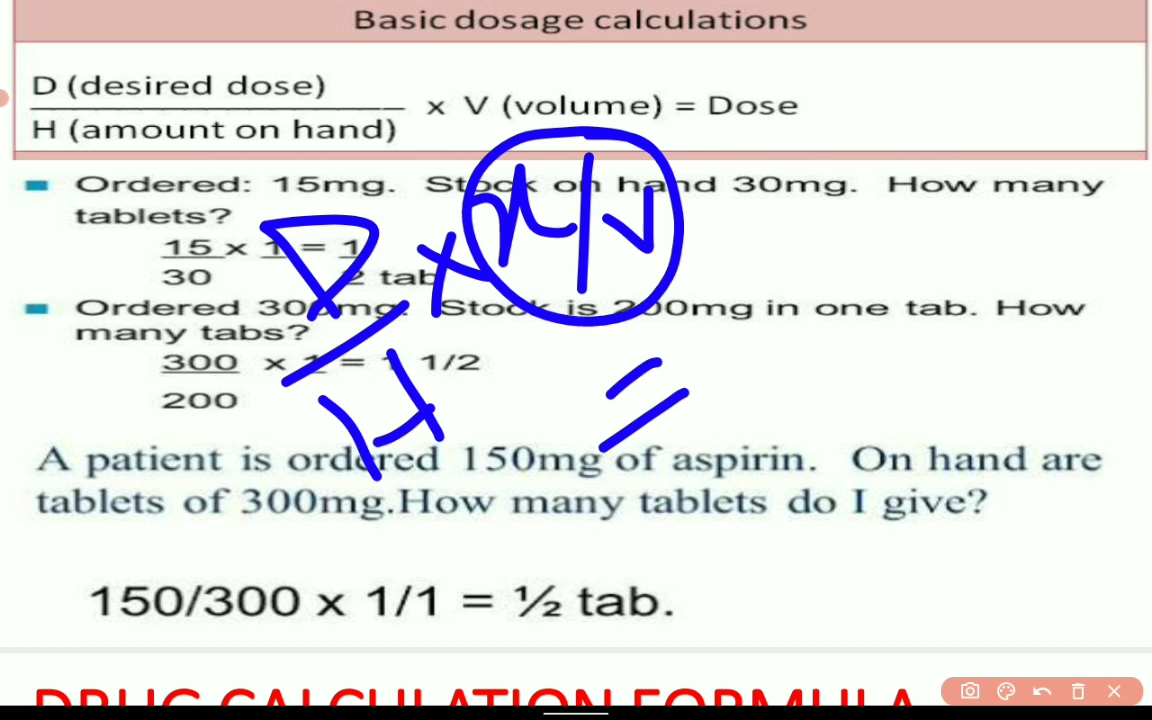 Basic dosage calculations
D (desired dose)
H (amount on hand)
x V (volume) = Dose
Ordered: 15mg. Stock on hand 30mg. How many
tablets?
15 x 1 = 1
30 2 tab
Ordered 300mg. Stock is 200mg in one tab. How
many tabs?
300 x 1 = 1 1/2
200
D/H x /V =
A patient is ordered 150mg of aspirin. On hand are
tablets of 300mg.How many tablets do I give?
150/300 x 1/1 = ½ tab.
DRUG CALCULATION FORMULA